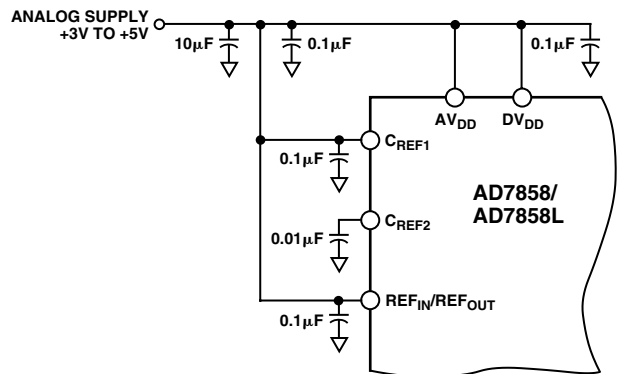 ANALOG SUPPLY
+3V TO +5V
10µF
0.1µF
0.1µF
AVDD
DVDD
CREF1
0.1µF
AD7858/
AD7858L
CREF2
0.01µF
REFIN/REFOUT
0.1µF